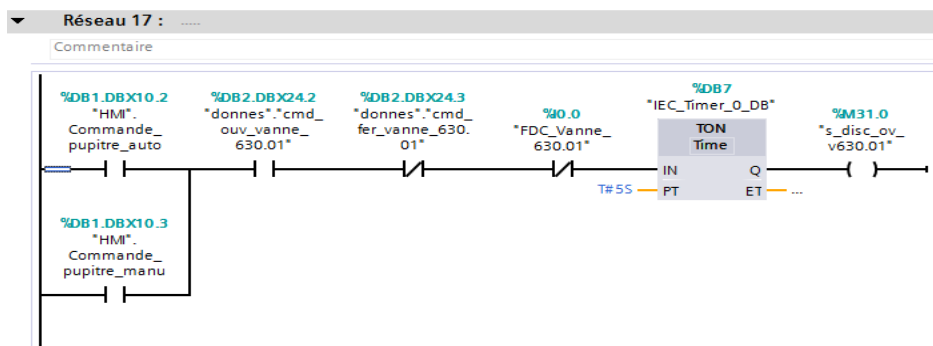 Réseau 17 : .....
Commentaire
%DB1.DBX10.2
"HMI".
Commande_
pupitre_auto
%DB2.DBX24.2
"donnes"."cmd_
ouv_vanne_
630.01"
%DB2.DBX24.3
"donnes"."cmd_
fer_vanne_630.
01"
%I0.0
"FDC_Vanne_
630.01"
%DB7
"IEC_Timer_0_DB"
TON
Time
IN
Q
T#5S
PT
ET
...
%M31.0
"s_disc_ov_
v630.01"
%DB1.DBX10.3
"HMI".
Commande_
pupitre_manu